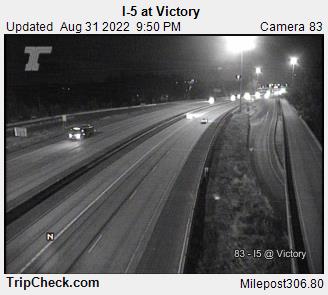 I-5 at Victory
Updated Aug 31 2022 9:50 PM Camera 83
T
N
83 - I5 @ Victory
TripCheck.com Milepost306.80